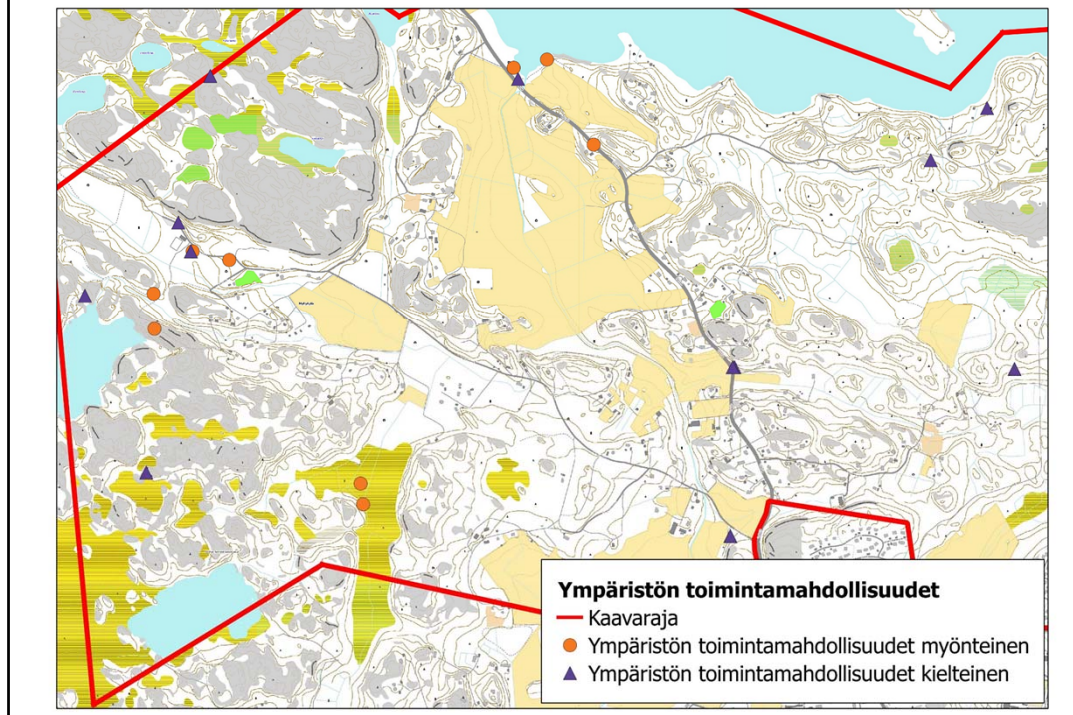 Ympäristön toimintamahdollisuudet
Kaavaraja
Ympäristön toimintamahdollisuudet myönteinen
Ympäristön toimintamahdollisuudet kielteinen